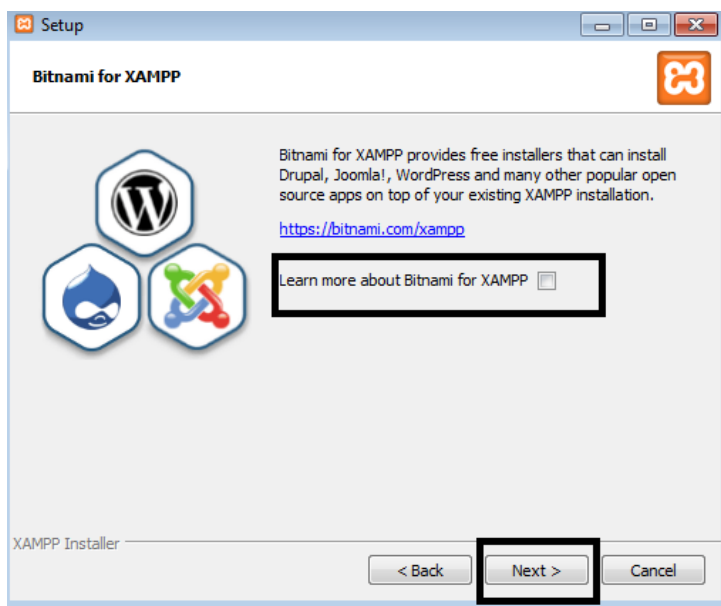 Setup
Bitnami for XAMPP
Bitnami for XAMPP provides free installers that can install
Drupal, Joomla!, WordPress and many other popular open
source apps on top of your existing XAMPP installation.
https://bitnami.com/xampp
Learn more about Bitnami for XAMPP
XAMPP Installer
< Back Next > Cancel